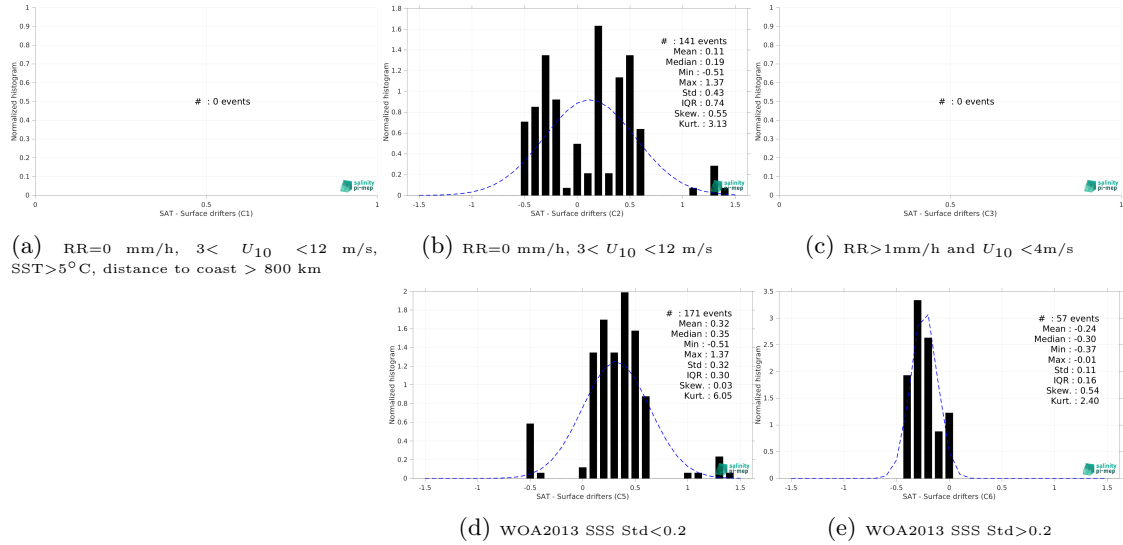 1
0.9
0.8
0.7
0.6
0.5
0.4
0.3
0.2
0.1
0
Normalized histogram
# : 0 events
salinity
pi-mep
0 0.5 1
SAT - Surface drifters (C1)
(a) RR=0 mm/h, 3< U10 <12 m/s,
SST>5°C, distance to coast > 800 km
1.8
1.6
1.4
1.2
1
0.8
0.6
0.4
0.2
0
Normalized histogram
# : 141 events
Mean : 0.11
Median : 0.19
Min : -0.51
Max : 1.37
Std : 0.43
IQR : 0.74
Skew. : 0.55
Kurt. : 3.13
salinity
pi-mep
-1.5 -1 -0.5 0 0.5 1 1.5
SAT - Surface drifters (C2)
(b) RR=0 mm/h, 3< U10 <12 m/s
1
0.9
0.8
0.7
0.6
0.5
0.4
0.3
0.2
0.1
0
Normalized histogram
# : 0 events
salinity
pi-mep
0 0.5 1
SAT - Surface drifters (C3)
(c) RR>1mm/h and U10 <4m/s
2
1.8
1.6
1.4
1.2
1
0.8
0.6
0.4
0.2
0
Normalized histogram
# : 171 events
Mean : 0.32
Median : 0.35
Min : -0.51
Max : 1.37
Std : 0.32
IQR : 0.30
Skew. : 0.03
Kurt. : 6.05
salinity
pi-mep
-1.5 -1 -0.5 0 0.5 1 1.5
SAT - Surface drifters (C5)
(d) WOA2013 SSS Std<0.2
3.5
3
2.5
2
1.5
1
0.5
0
Normalized histogram
# : 57 events
Mean : -0.24
Median : -0.30
Min : -0.37
Max : -0.01
Std : 0.11
IQR : 0.16
Skew. : 0.54
Kurt. : 2.40
salinity
pi-mep
-1.5 -1 -0.5 0 0.5 1 1.5
SAT - Surface drifters (C6)
(e) WOA2013 SSS Std>0.2